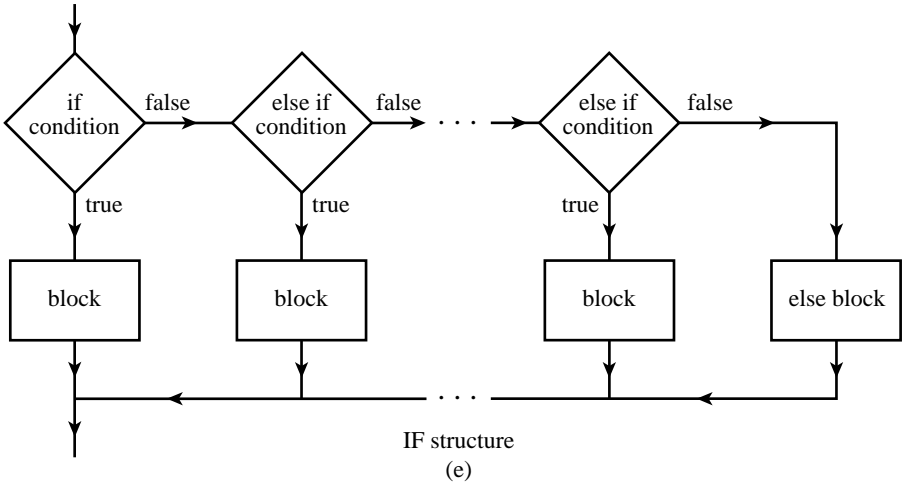 if
condition
false
else if
condition
false
. . .
else if
condition
false
true
true
true
block
block
block
else block
. . .
IF structure
(e)